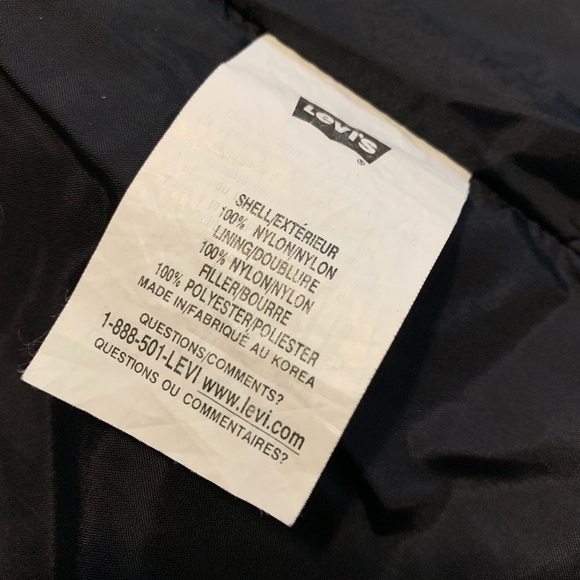 Levi's
®
SHELL/EXTÉRIEUR
100% NYLON/NYLON
LINING/DOUBLURE
100% NYLON/NYLON
FILLER/BOURRE
100% POLYESTER/POLIESTER
MADE IN/FABRIQUÉ AU KOREA
QUESTIONS/COMMENTS?
1-888-501-LEVI www.levi.com
QUESTIONS OU COMMENTAIRES?